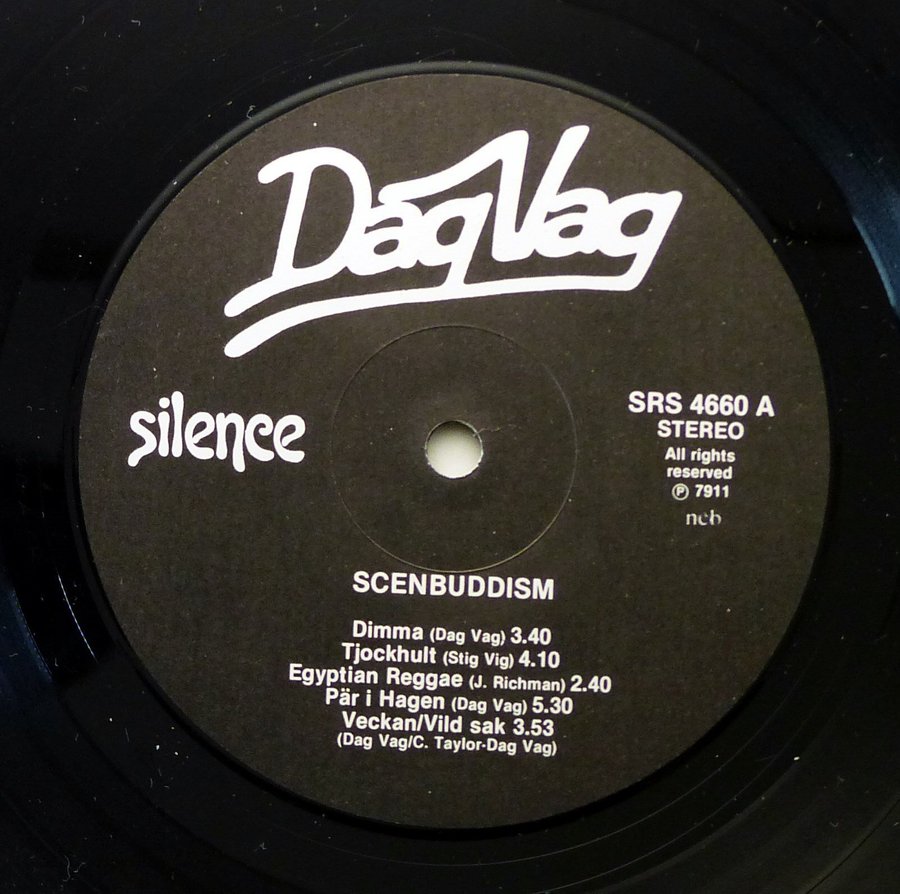 Dag Vag
silence
SRS 4660 A
STEREO
All rights
reserved
Ⓟ 7911
ncb
SCENBUDDISM
Dimma (Dag Vag) 3.40
Tjockhult (Stig Vig) 4.10
Egyptian Reggae (J. Richman) 2.40
Pär i Hagen (Dag Vag) 5.30
Veckan/Vild sak 3.53
(Dag Vag/C. Taylor-Dag Vag)